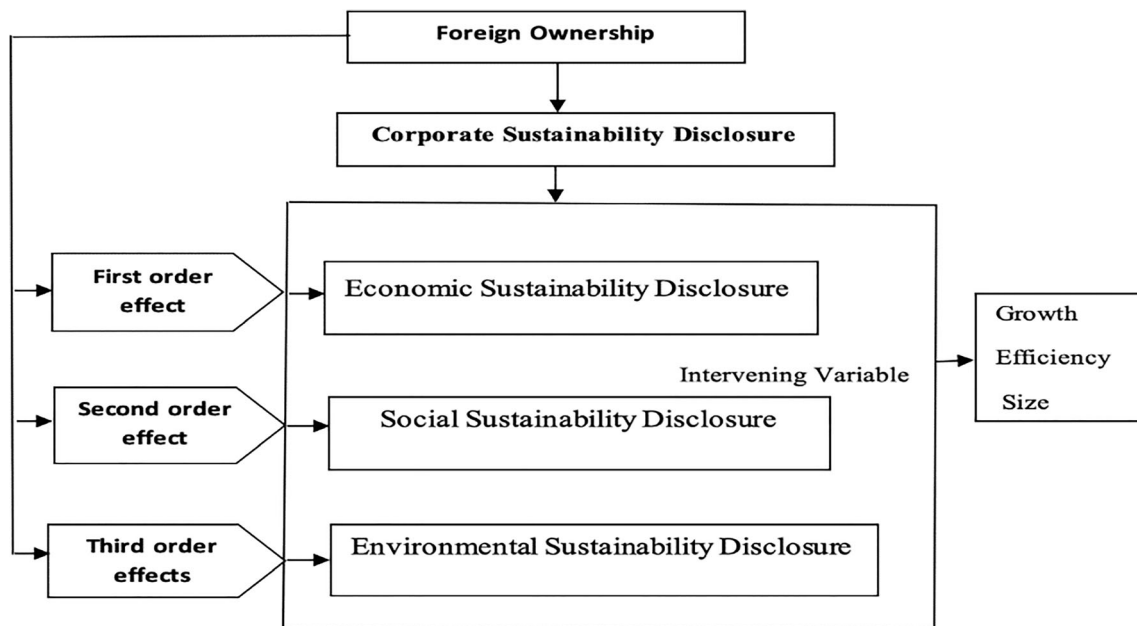 Foreign Ownership
Corporate Sustainability Disclosure
First order
effect
Economic Sustainability Disclosure
Growth
Efficiency
Size
Intervening Variable
Second order
effect
Social Sustainability Disclosure
Third order
effects
Environmental Sustainability Disclosure